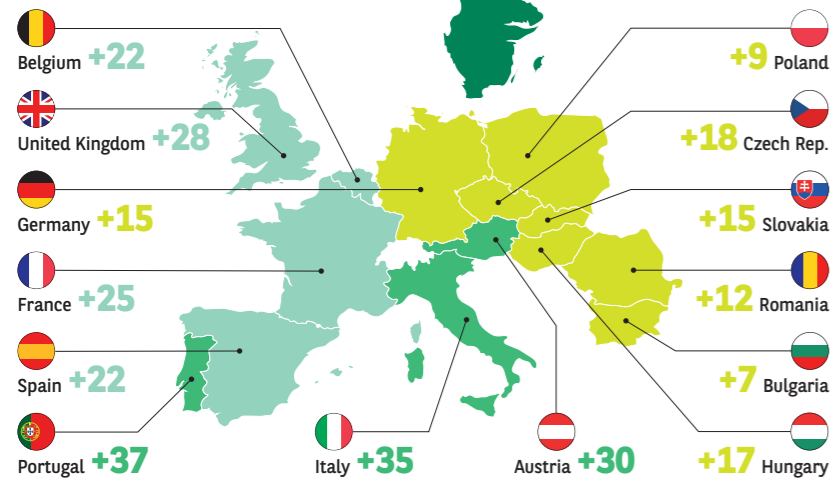 Belgium +22
+9 Poland
United Kingdom +28
+18 Czech Rep.
Germany +15
+15 Slovakia
France +25
+12 Romania
Spain +22
+7 Bulgaria
Portugal +37
Italy +35
Austria +30
+17 Hungary